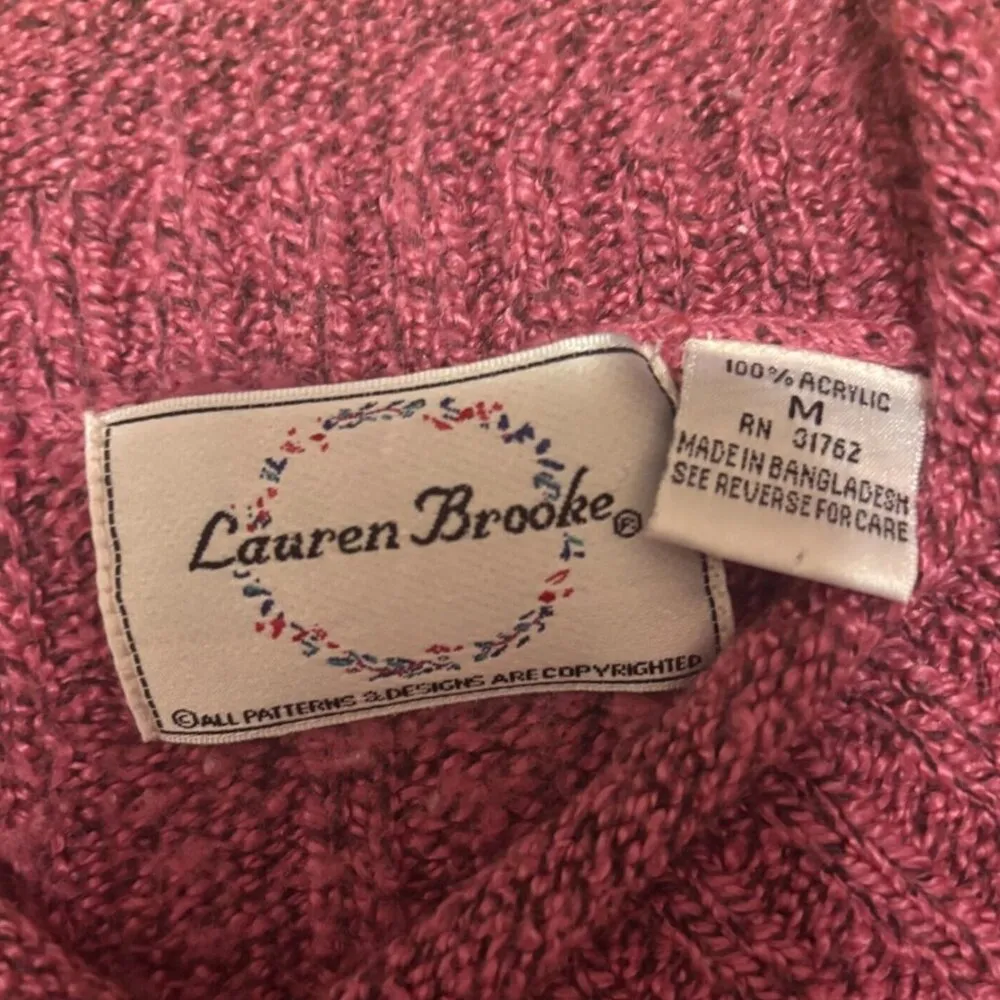 Lauren Brooke®
©ALL PATTERNS & DESIGNS ARE COPYRIGHTED
100% ACRYLIC
M
RN 31762
MADE IN BANGLADESH
SEE REVERSE FOR CARE